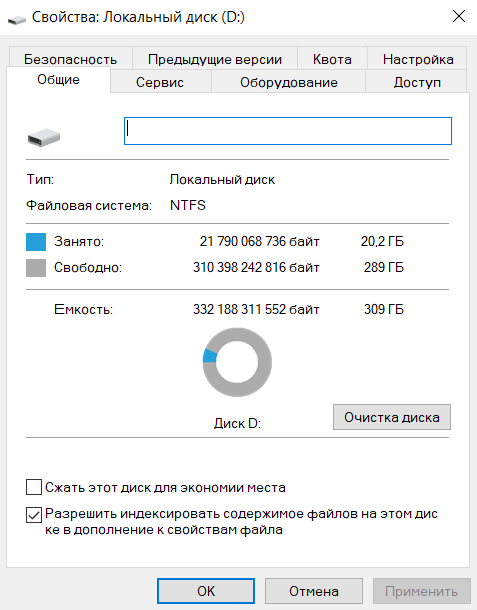 Свойства: Локальный диск (D:)
Безопасность Предыдущие версии Квота Настройка
Общие Сервис Оборудование Доступ
Тип: Локальный диск
Файловая система: NTFS
Занято: 21 790 068 736 байт 20,2 ГБ
Свободно: 310 398 242 816 байт 289 ГБ
Емкость: 332 188 311 552 байт 309 ГБ
Диск D: Очистка диска
Сжать этот диск для экономии места
Разрешить индексировать содержимое файлов на этом дис
ке в дополнение к свойствам файла
OK Отмена Применить